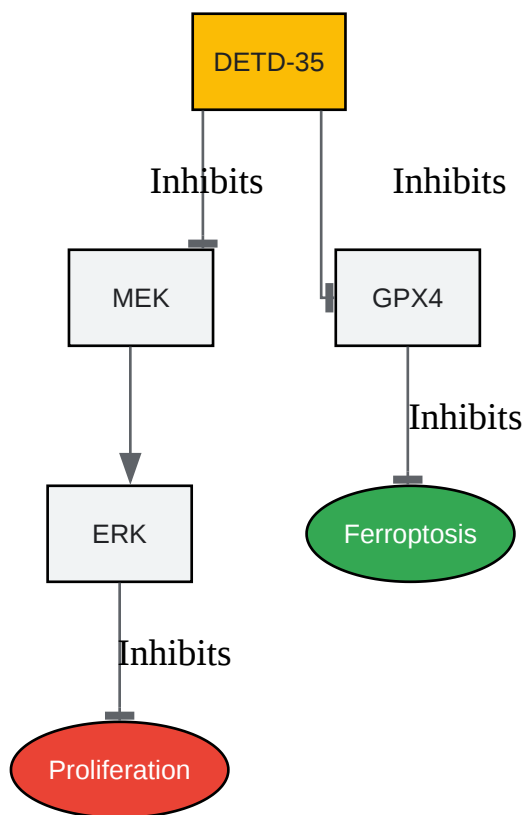 DETD-35
Inhibits
Inhibits
MEK
GPX4
Inhibits
ERK
Ferroptosis
Inhibits
Proliferation